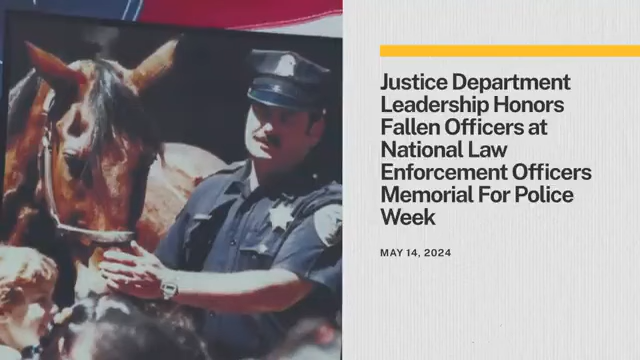 Justice Department
Leadership Honors
Fallen Officers at
National Law
Enforcement Officers
Memorial For Police
Week
MAY 14, 2024